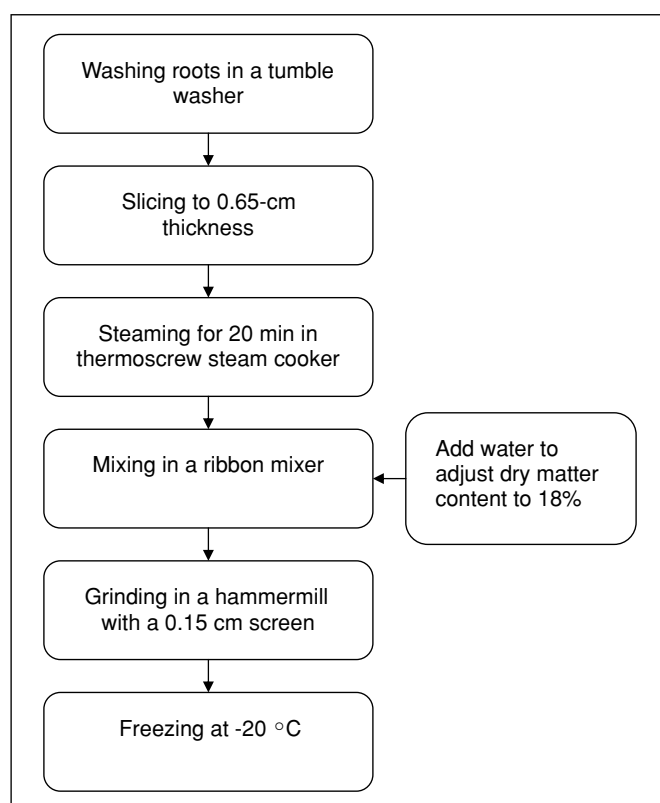 Washing roots in a tumble
washer
Slicing to 0.65-cm
thickness
Steaming for 20 min in
thermoscrew steam cooker
Mixing in a ribbon mixer
Add water to
adjust dry matter
content to 18%
Grinding in a hammermill
with a 0.15 cm screen
Freezing at -20 °C